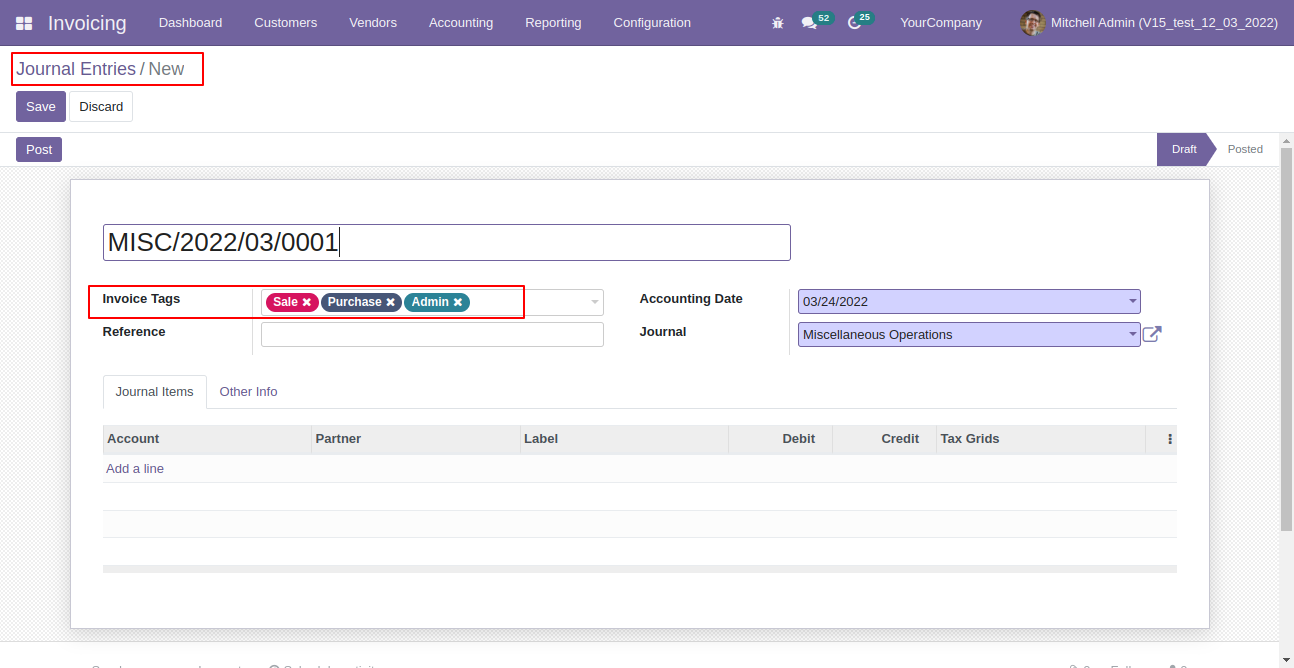 Invoicing Dashboard Customers Vendors Accounting Reporting Configuration 52 25 YourCompany Mitchell Admin (V15_test_12_03_2022)
Journal Entries / New
Save Discard
Post Draft Posted
MISC/2022/03/0001
Invoice Tags Sale ✖ Purchase ✖ Admin ✖ Accounting Date 03/24/2022
Reference Journal Miscellaneous Operations
Journal Items Other Info
Account Partner Label Debit Credit Tax Grids
Add a line